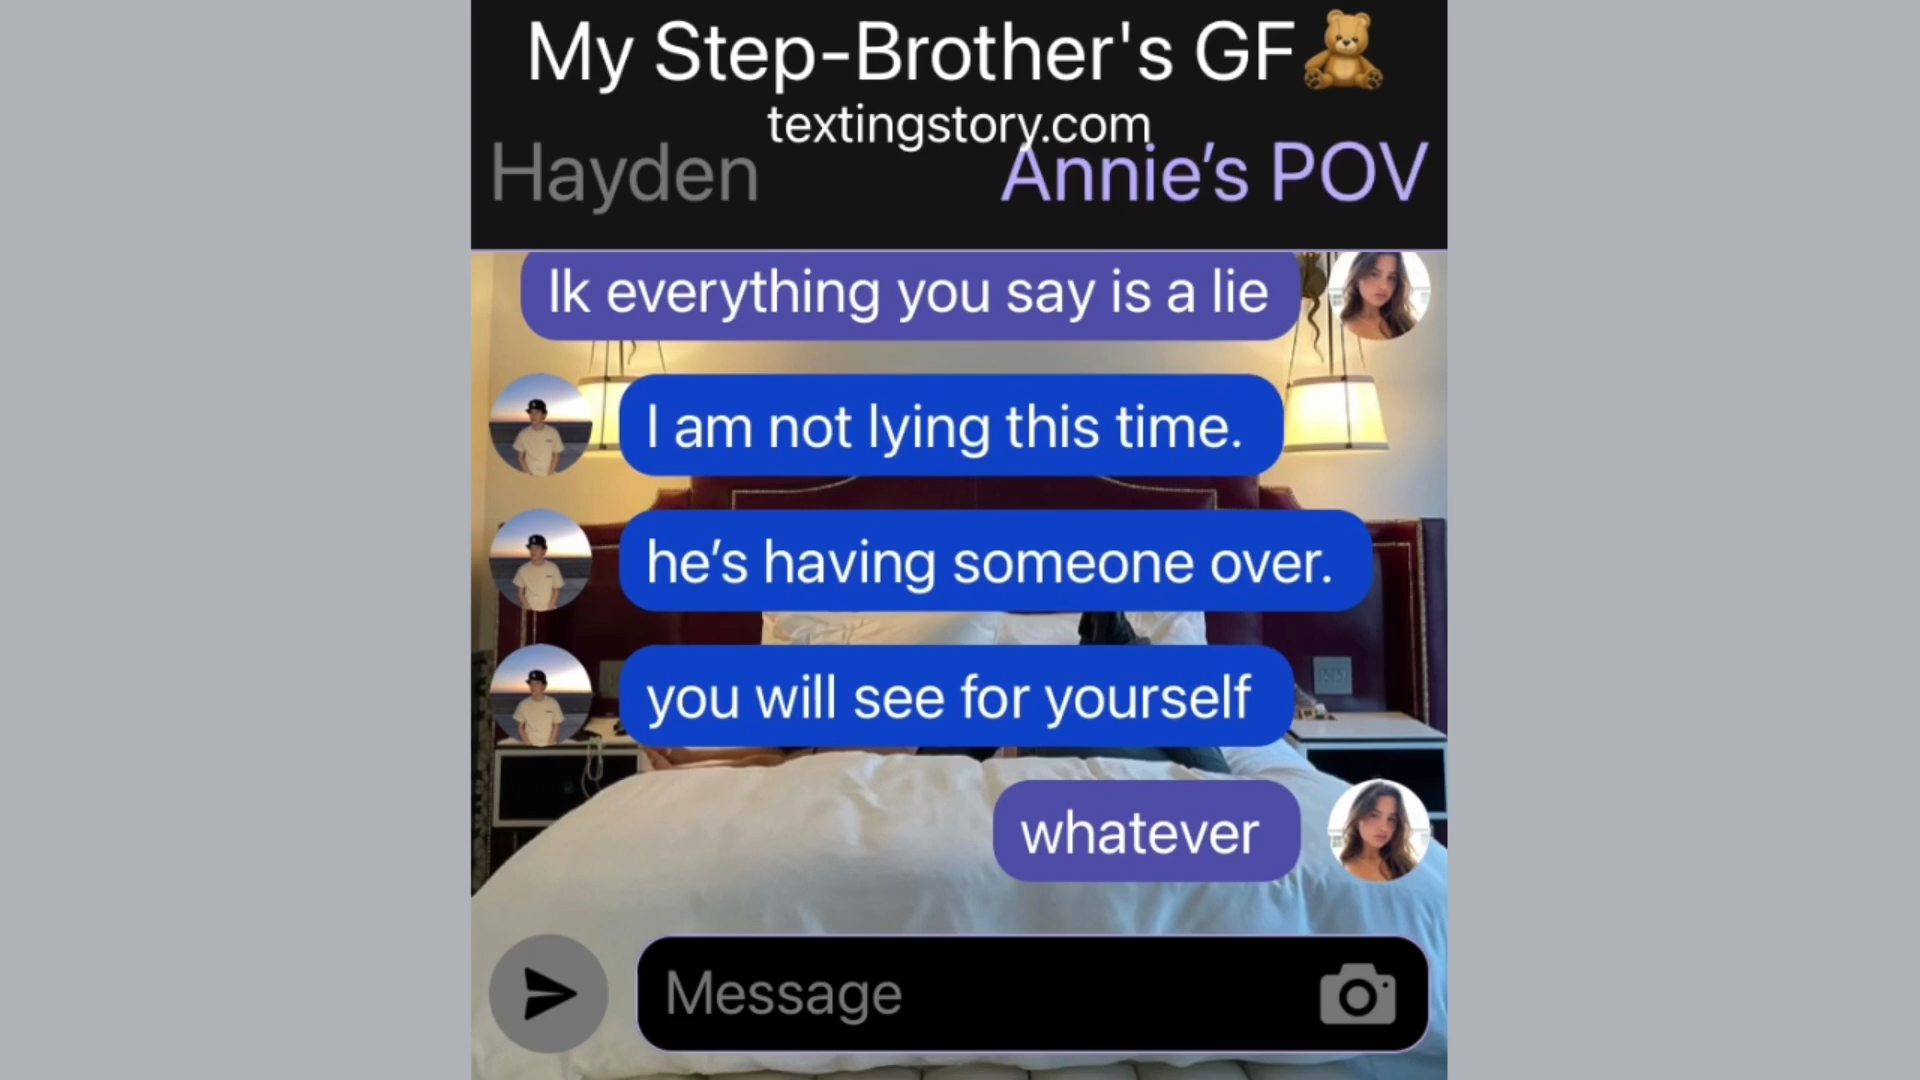 My Step-Brother's GF🧸
textingstory.com
Hayden
Annie’s POV
Ik everything you say is a lie
I am not lying this time.
he’s having someone over.
you will see for yourself
whatever
Message